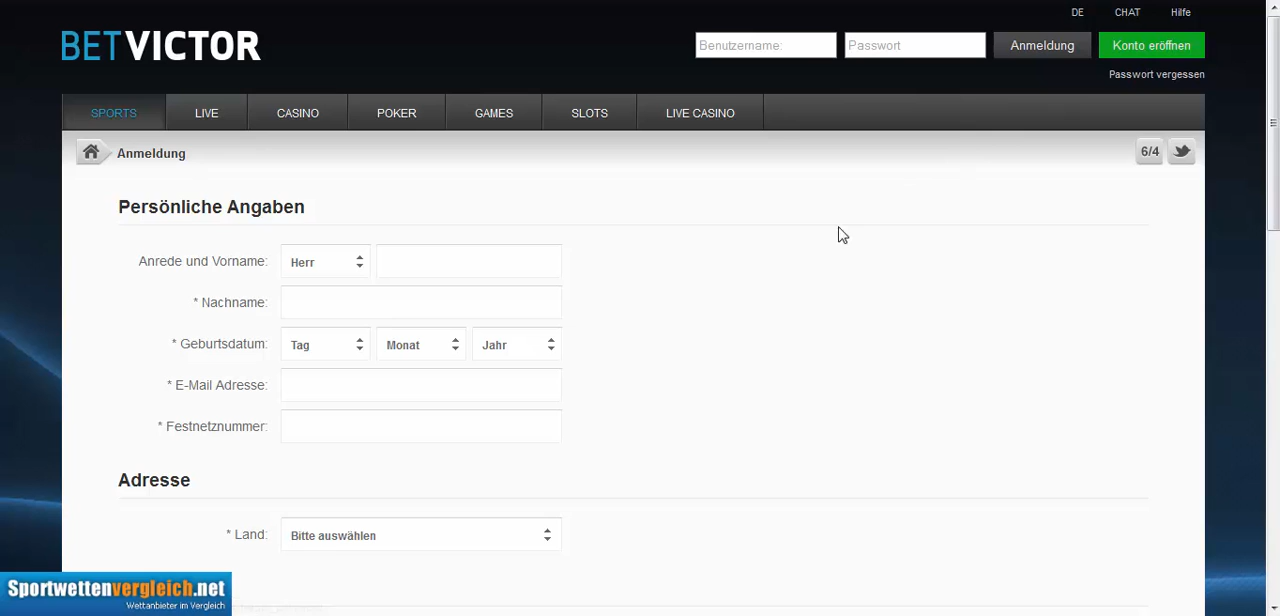 DE CHAT Hilfe
BETVICTOR
Benutzername: Passwort Anmeldung Konto eröffnen
Passwort vergessen
SPORTS LIVE CASINO POKER GAMES SLOTS LIVE CASINO
Anmeldung 6/4
Persönliche Angaben
Anrede und Vorname: Herr
* Nachname:
* Geburtsdatum: Tag Monat Jahr
* E-Mail Adresse:
* Festnetznummer:
Adresse
* Land: Bitte auswählen
Sportwettenvergleich.net
Wettanbieter im Vergleich